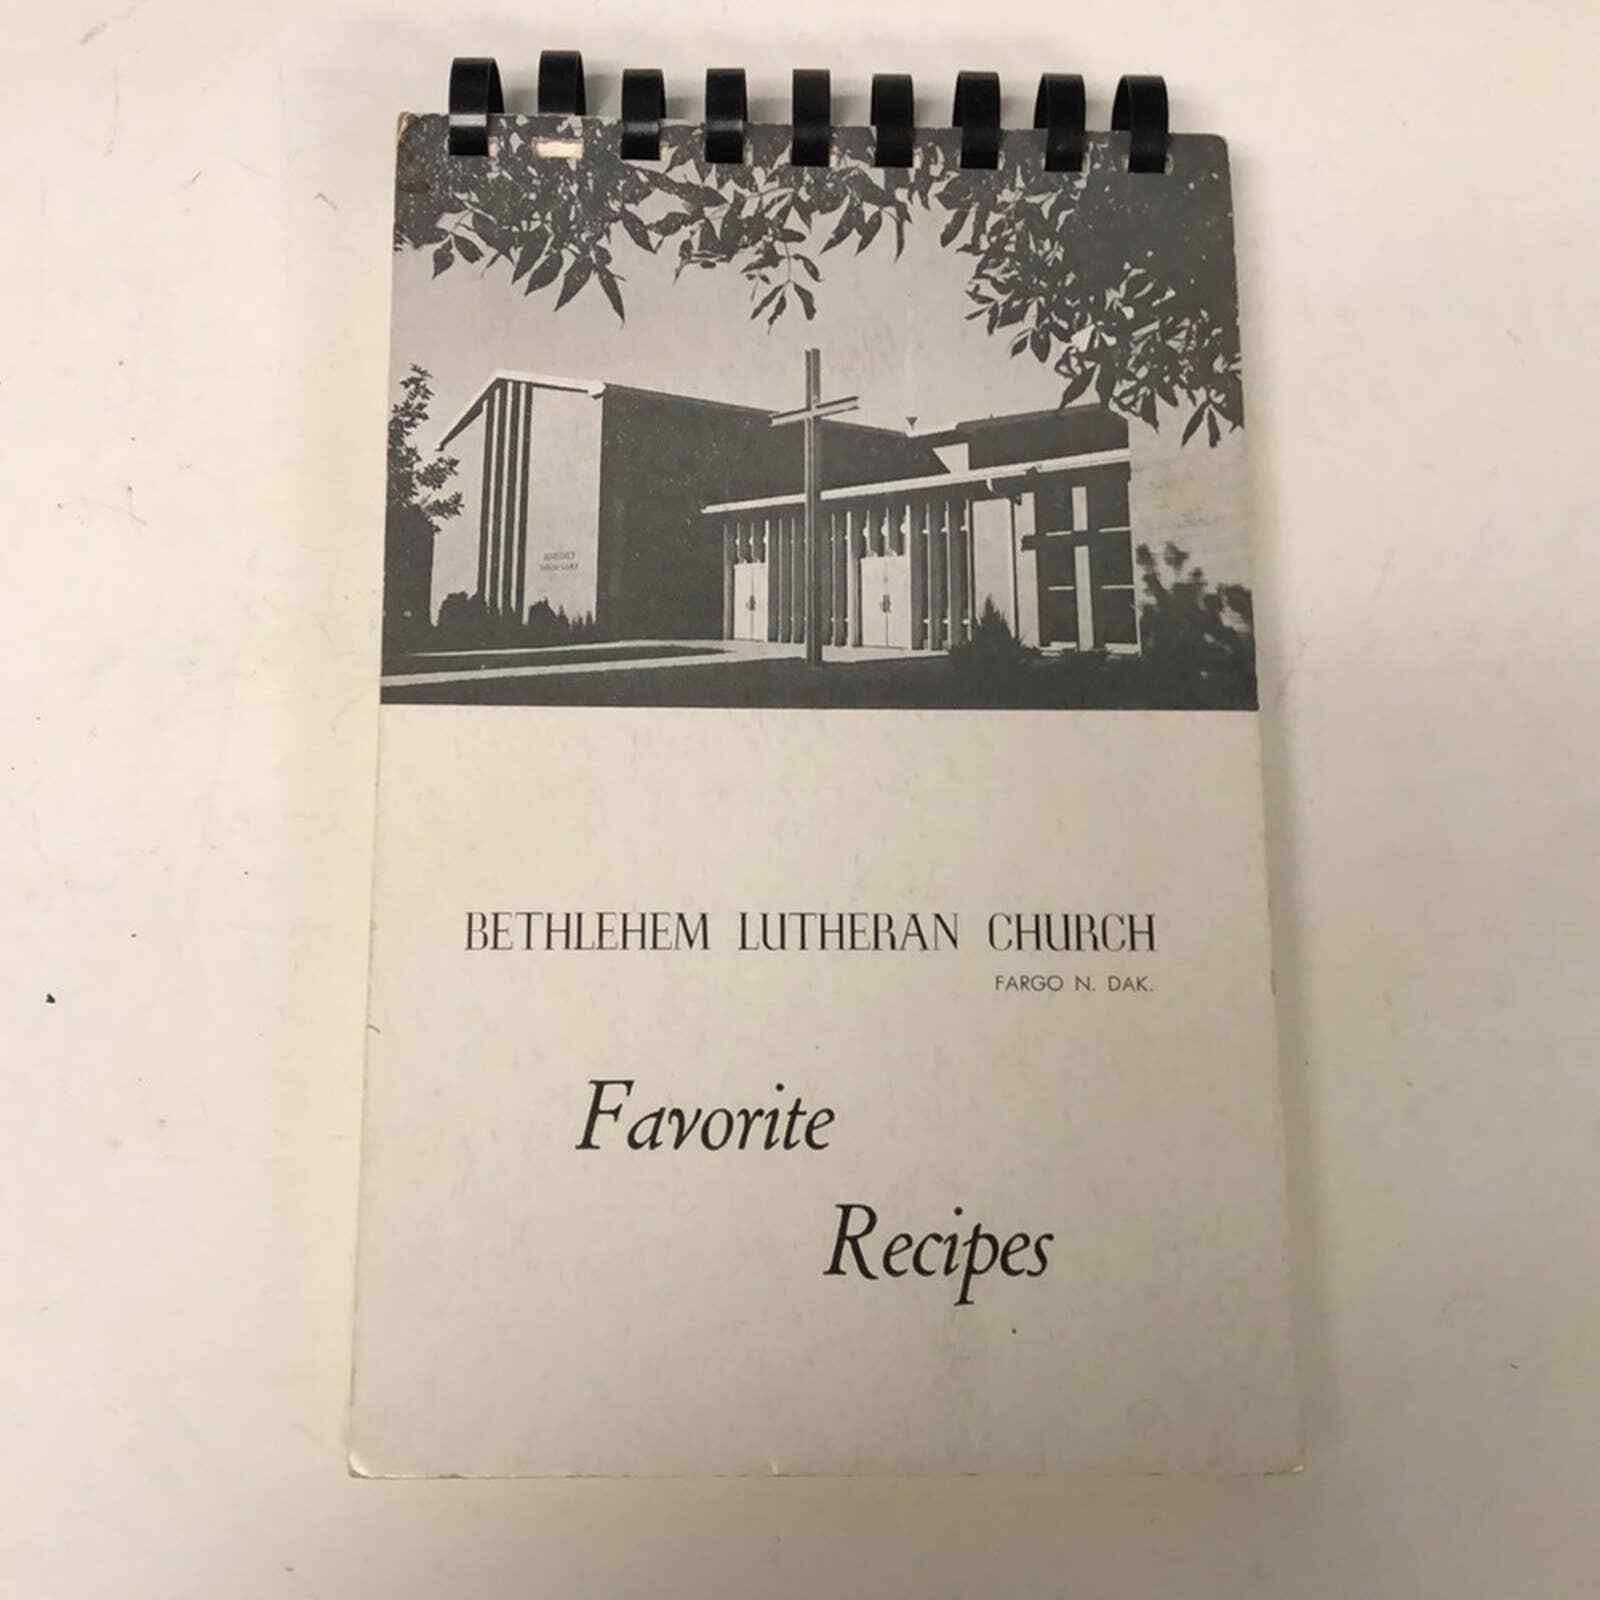 BETHLEHEM LUTHERAN CHURCH
FARGO N. DAK.
Favorite
Recipes